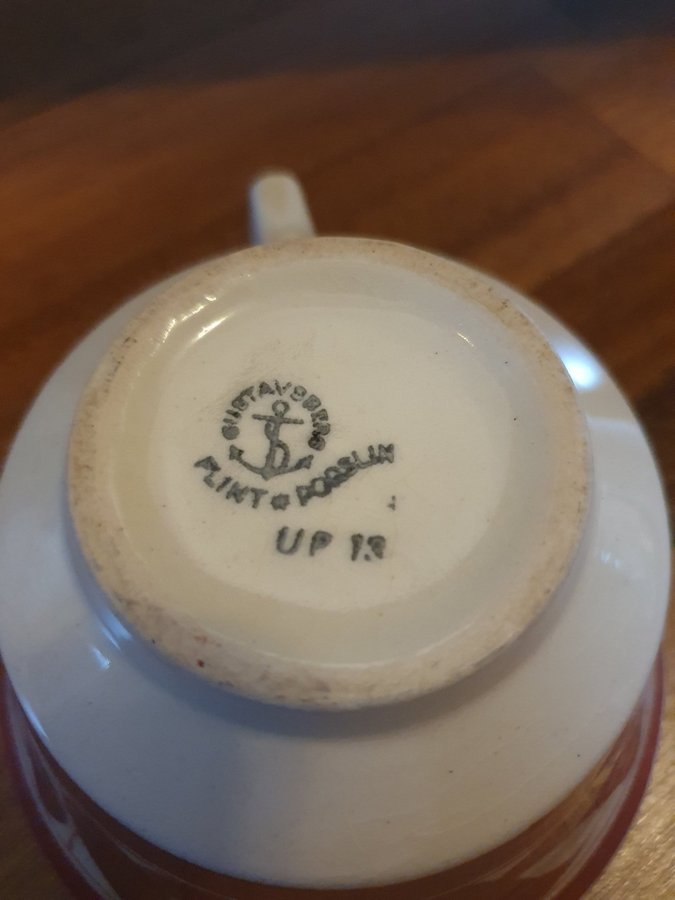 GUSTAVSBERG
FLINT PORSLIN
UP 13